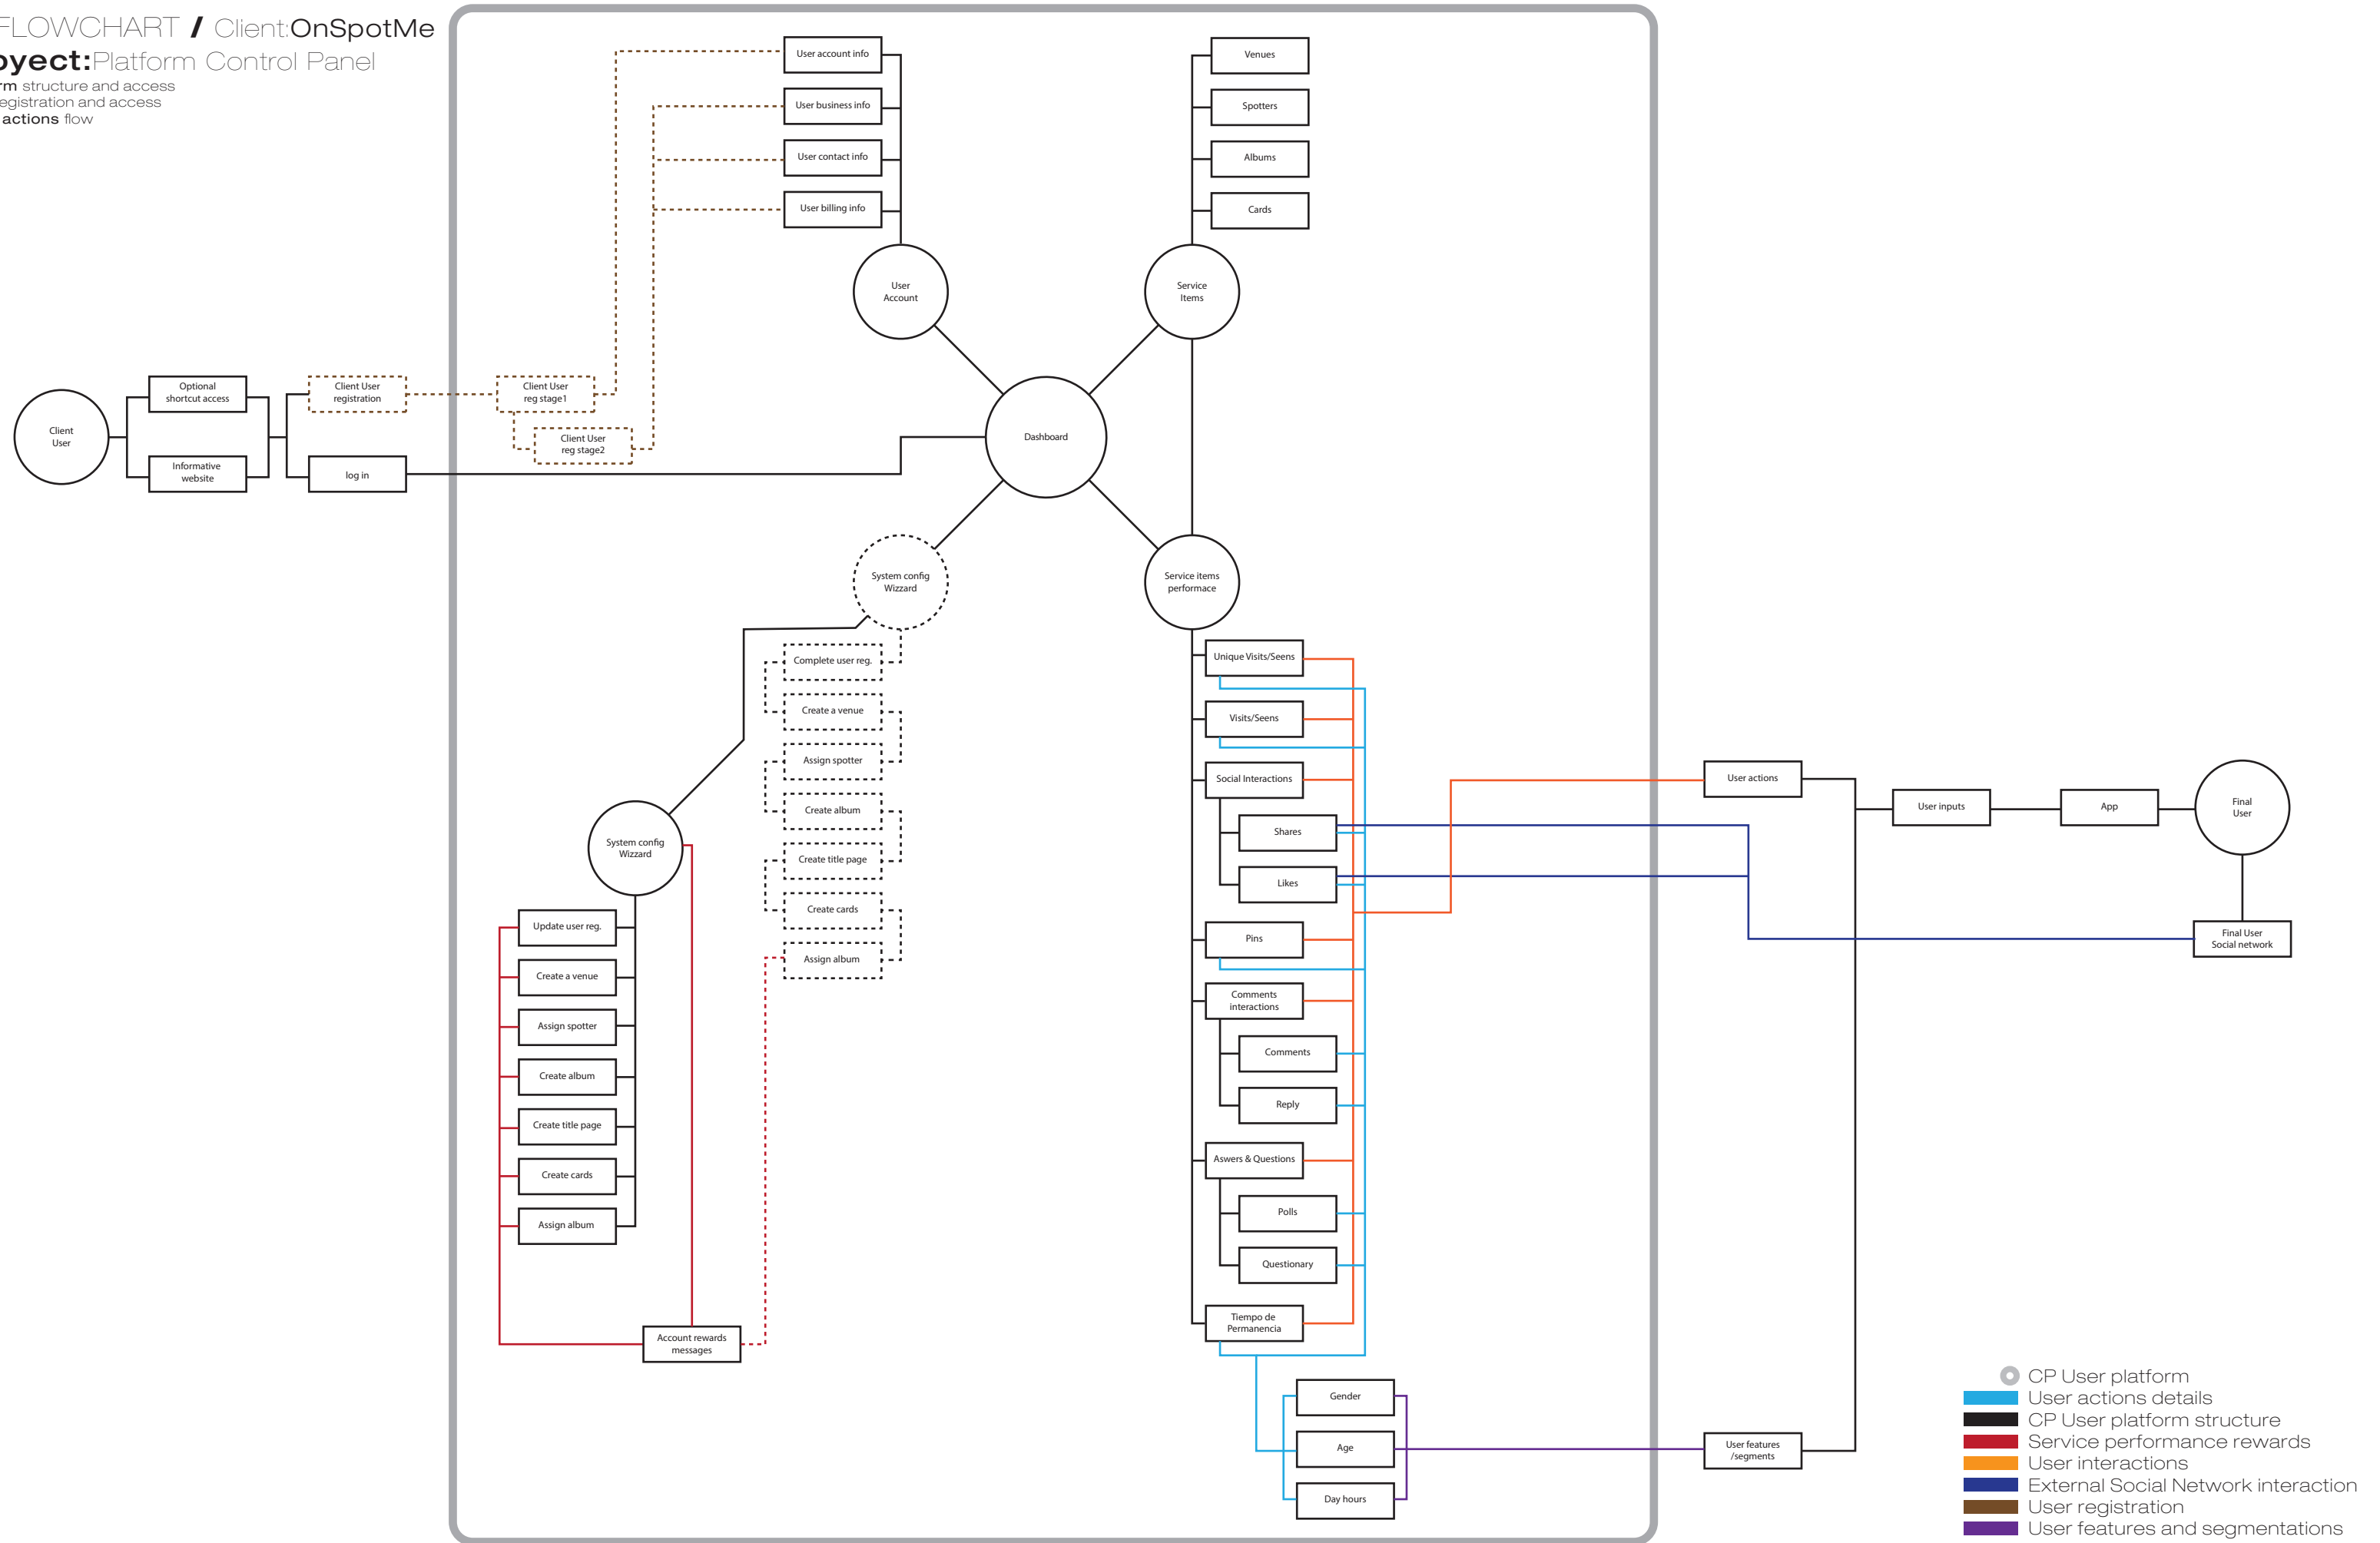 FLOWCHART / Client:OnSpotMe
oyect:Platform Control Panel
rm structure and access
egistration and access
actions flow
User account info
User business info
User contact info
User billing info
Venues
Spotters
Albums
Cards
User
Account
Service
Items
Client
User
Optional
shortcut access
Informative
website
Client User
registration
log in
Client User
reg stage1
Client User
reg stage2
Dashboard
System config
Wizzard
Service items
performace
Complete user reg.
Create a venue
Assign spotter
Create album
Create title page
Create cards
Assign album
System config
Wizzard
Update user reg.
Create a venue
Assign spotter
Create album
Create title page
Create cards
Assign album
Account rewards
messages
Unique Visits/Seens
Visits/Seens
Social Interactions
Shares
Likes
Pins
Comments
interactions
Comments
Reply
Aswers & Questions
Polls
Questionary
Tiempo de
Permanencia
Gender
Age
Day hours
User actions
User inputs
App
Final
User
Final User
Social network
User features
/segments
CP User platform
User actions details
CP User platform structure
Service performance rewards
User interactions
External Social Network interaction
User registration
User features and segmentations